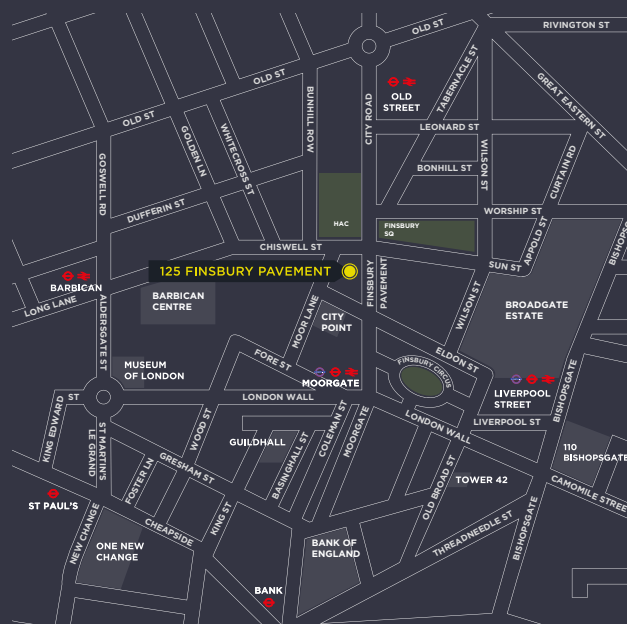 OLD ST
RIVINGTON ST
OLD ST
TABERNACLE ST
GREAT EASTERN ST
OLD
STREET
OLD ST
BUNHILL ROW
CITY ROAD
LEONARD ST
GOLDEN LN
WHITECROSS ST
WILSON ST
CURTAIN RD
BONHILL ST
GOSWELL RD
DUFFERIN ST
HAC
FINSBURY
SQ
WORSHIP ST
APPOLD ST
BISHOPS
CHISWELL ST
SUN ST
125 FINSBURY PAVEMENT
FINSBURY
PAVEMENT
BARBICAN
LONG LANE
BARBICAN
CENTRE
MOOR LANE
CITY
POINT
WILSON ST
BROADGATE
ESTATE
ALDERSGATE ST
MUSEUM
OF LONDON
FORE ST
MOORGATE
ELDON ST
FINSBURY CIRCUS
LIVERPOOL
STREET
BISHOPSGATE
ST
LONDON WALL
KING EDWARD
ST MARTIN'S
LE GRAND
WOOD ST
GUILDHALL
BASINGHALL ST
COLEMAN ST
MOORGATE
LONDON WALL
LIVERPOOL ST
110
BISHOPSGATE
GRESHAM ST
FOSTER LN
OLD BROAD ST
TOWER 42
CAMOMILE STREE
ST PAUL'S
NEW CHANGE
CHEAPSIDE
KING ST
THREADNEEDLE ST
BISHOPSGATE
ONE NEW
CHANGE
BANK OF
ENGLAND
BANK